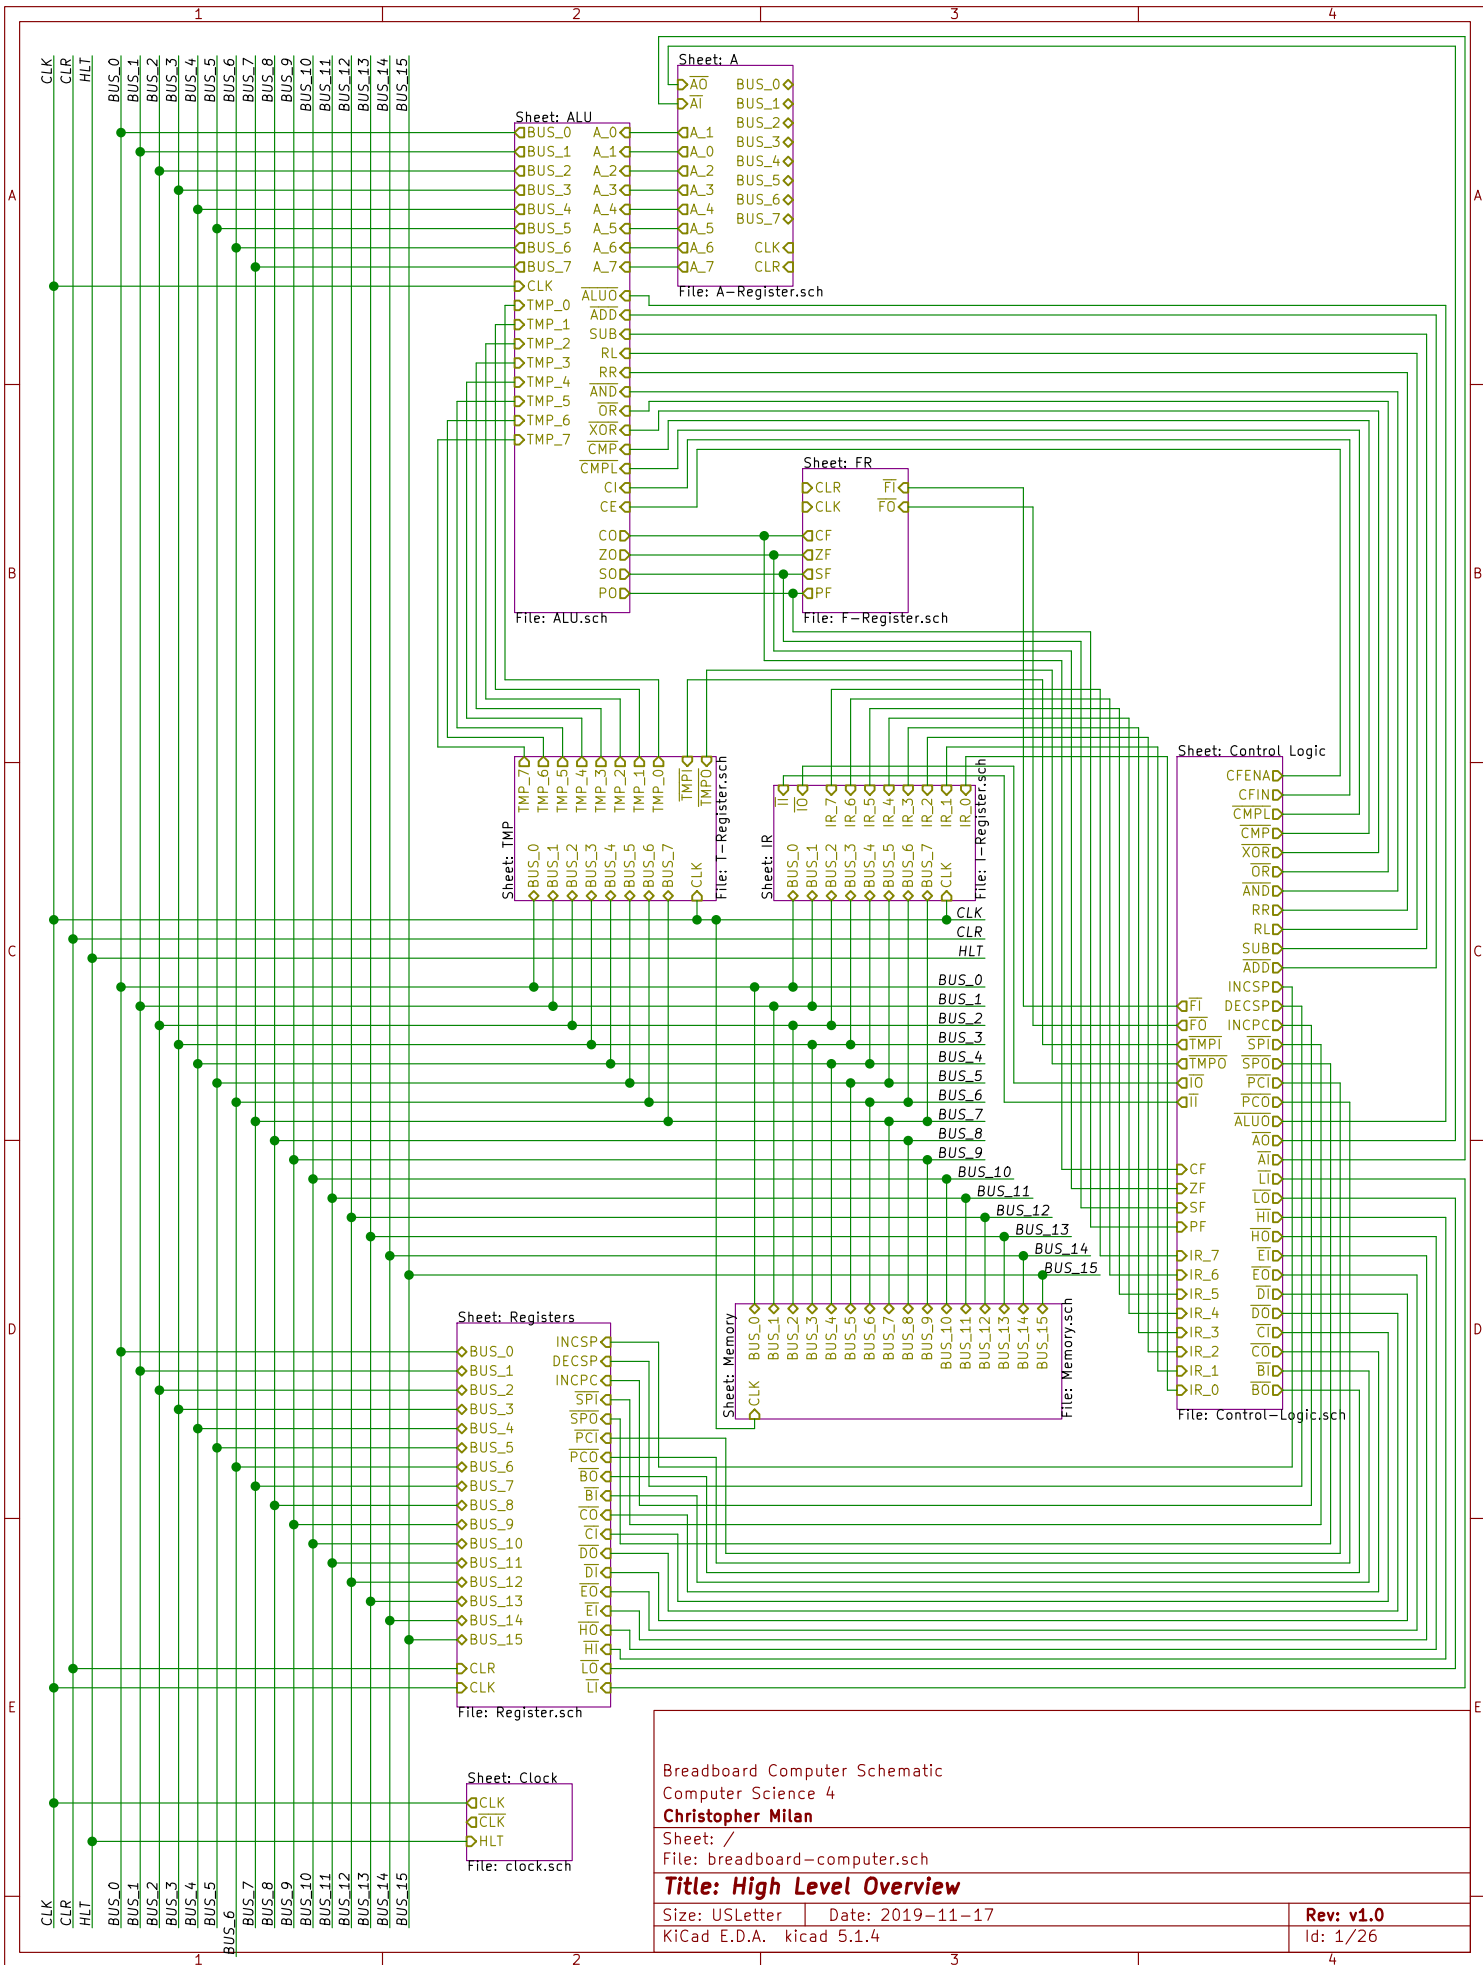 1 2 3 4
CLK
CLR
HLT
BUS_0
BUS_1
BUS_2
BUS_3
BUS_4
BUS_5
BUS_6
BUS_7
BUS_8
BUS_9
BUS_10
BUS_11
BUS_12
BUS_13
BUS_14
BUS_15
A
B
C
D
E
A
B
C
D
E
Sheet: A
AO BUS_0
AI BUS_1
BUS_2
A_1 BUS_3
A_0 BUS_4
A_2 BUS_5
A_3 BUS_6
A_4 BUS_7
A_5
A_6 CLK
A_7 CLR
File: A-Register.sch
Sheet: ALU
BUS_0 A_0
BUS_1 A_1
BUS_2 A_2
BUS_3 A_3
BUS_4 A_4
BUS_5 A_5
BUS_6 A_6
BUS_7 A_7
CLK
TMP_0 ALUO
TMP_1 ADD
TMP_2 SUB
TMP_3 RL
TMP_4 RR
TMP_5 AND
TMP_6 OR
TMP_7 XOR
CMP
CMPL
CI
CE
CO
ZO
SO
PO
File: ALU.sch
Sheet: FR
CLR FI
CLK FO
CF
ZF
SF
PF
File: F-Register.sch
Sheet: TMP
TMP_7
TMP_6
TMP_5
TMP_4
TMP_3
TMP_2
TMP_1
TMP_0
TMPI
TMPO
BUS_0
BUS_1
BUS_2
BUS_3
BUS_4
BUS_5
BUS_6
BUS_7
CLK
File: T-Register.sch
Sheet: IR
II
IO
IR_7
IR_6
IR_5
IR_4
IR_3
IR_2
IR_1
IR_0
BUS_0
BUS_1
BUS_2
BUS_3
BUS_4
BUS_5
BUS_6
BUS_7
CLK
File: I-Register.sch
Sheet: Control Logic
CFENA
CFIN
CMPL
CMP
XOR
OR
AND
RR
RL
SUB
ADD
INCSP
FI DECSP
FO INCPC
TMPI SPI
TMPO SPO
IO PCI
II PCO
ALUO
AO
CF AI
ZF LI
SF LO
PF HI
HO
IR_7 EI
IR_6 EO
IR_5 DI
IR_4 DO
IR_3 CI
IR_2 CO
IR_1 BI
IR_0 BO
File: Control-Logic.sch
CLK
CLR
HLT
BUS_0
BUS_1
BUS_2
BUS_3
BUS_4
BUS_5
BUS_6
BUS_7
BUS_8
BUS_9
BUS_10
BUS_11
BUS_12
BUS_13
BUS_14
BUS_15
Sheet: Memory
BUS_0
BUS_1
BUS_2
BUS_3
BUS_4
BUS_5
BUS_6
BUS_7
BUS_8
BUS_9
BUS_10
BUS_11
BUS_12
BUS_13
BUS_14
BUS_15
CLK
File: Memory.sch
Sheet: Registers
INCSP
BUS_0 DECSP
BUS_1 INCPC
BUS_2 SPI
BUS_3 SPO
BUS_4 PCI
BUS_5 PCO
BUS_6 BO
BUS_7 BI
BUS_8 CO
BUS_9 CI
BUS_10 DO
BUS_11 DI
BUS_12 EO
BUS_13 EI
BUS_14 HO
BUS_15 HI
CLR LO
CLK LI
File: Register.sch
Sheet: Clock
CLK
CLK
HLT
File: clock.sch
CLK
CLR
HLT
BUS_0
BUS_1
BUS_2
BUS_3
BUS_4
BUS_5
BUS_6
BUS_7
BUS_8
BUS_9
BUS_10
BUS_11
BUS_12
BUS_13
BUS_14
BUS_15
Breadboard Computer Schematic
Computer Science 4
Christopher Milan
Sheet: /
File: breadboard-computer.sch
Title: High Level Overview
Size: USLetter Date: 2019-11-17 Rev: v1.0
KiCad E.D.A. kicad 5.1.4 Id: 1/26
1 2 3 4